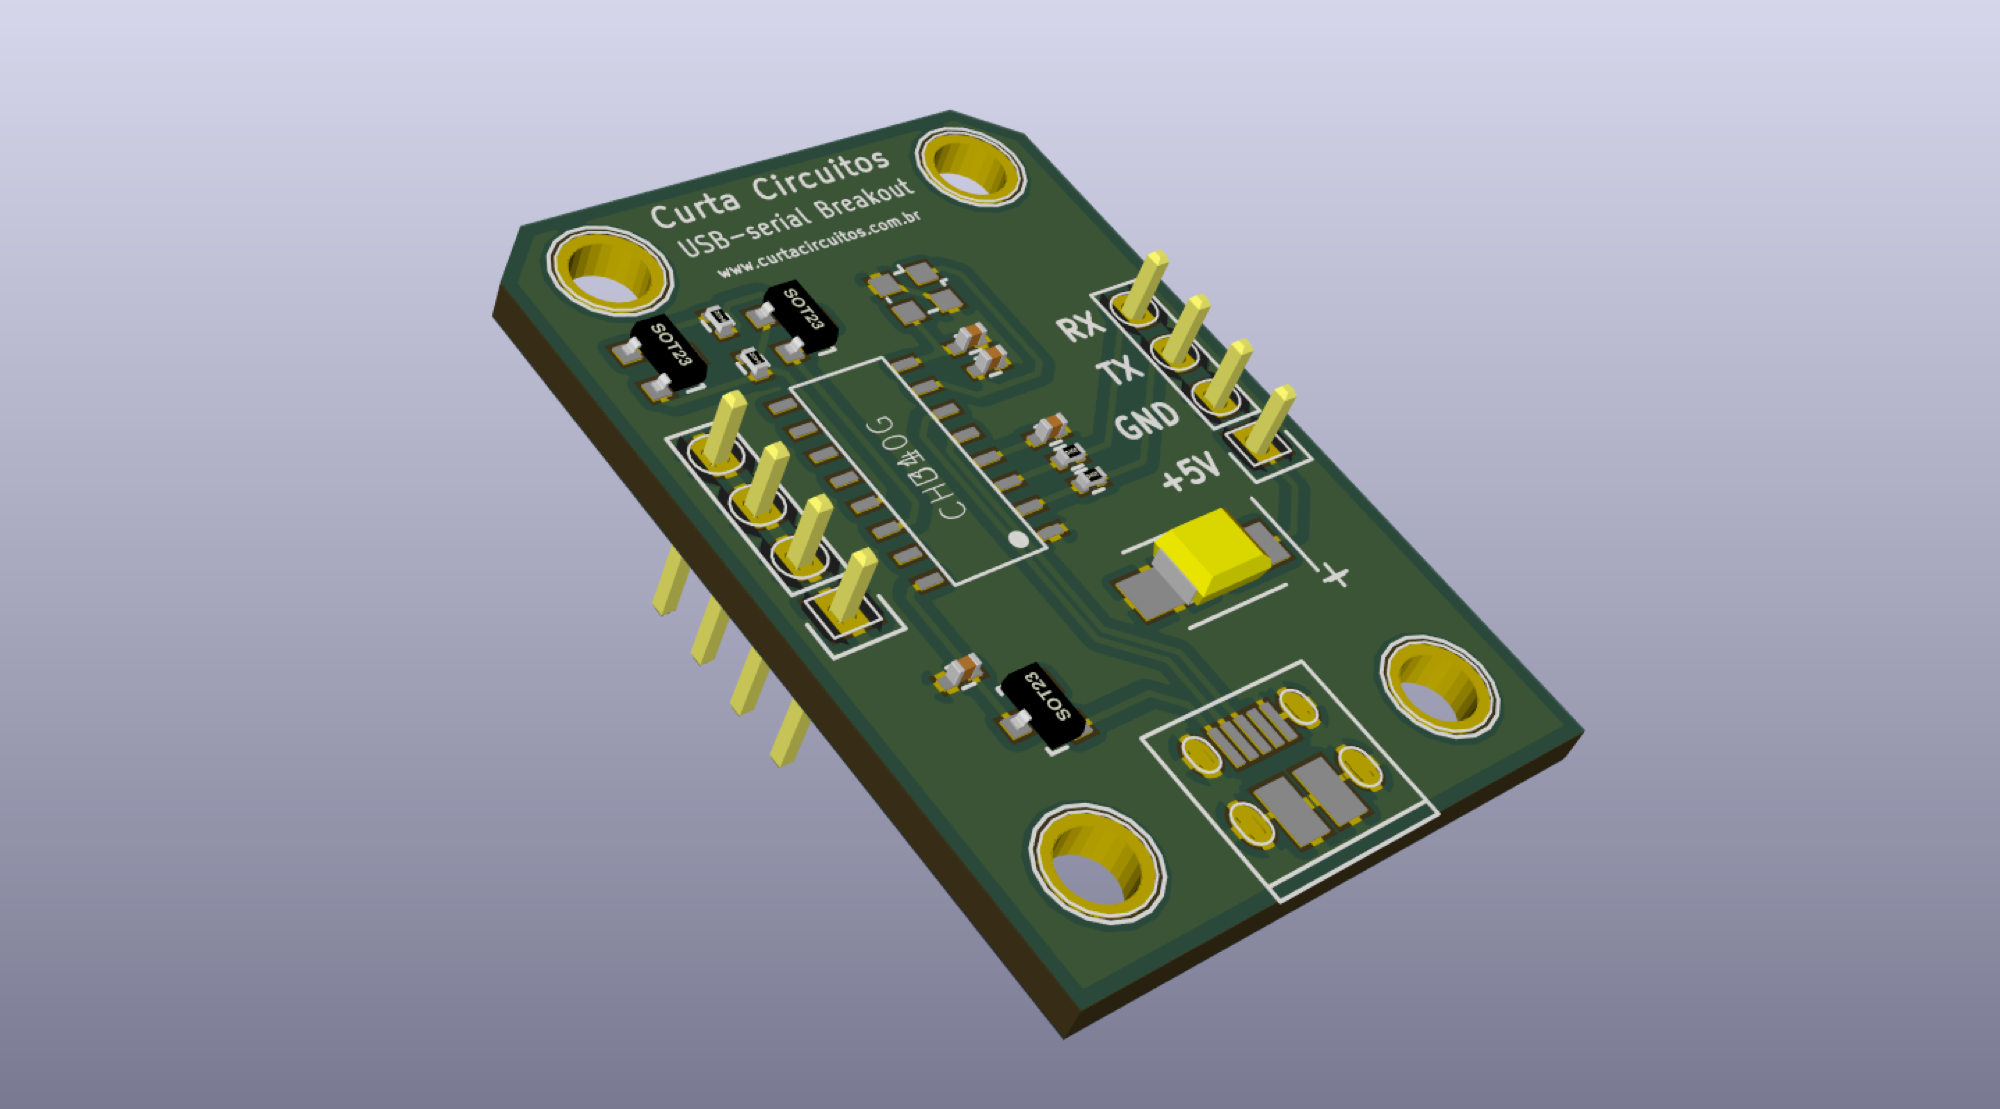 Curta Circuitos
USB-serial Breakout
www.curtacircuitos.com.br
SOT23
SOT23
RX
TX
GND
+5V
CH340G
+
SOT23